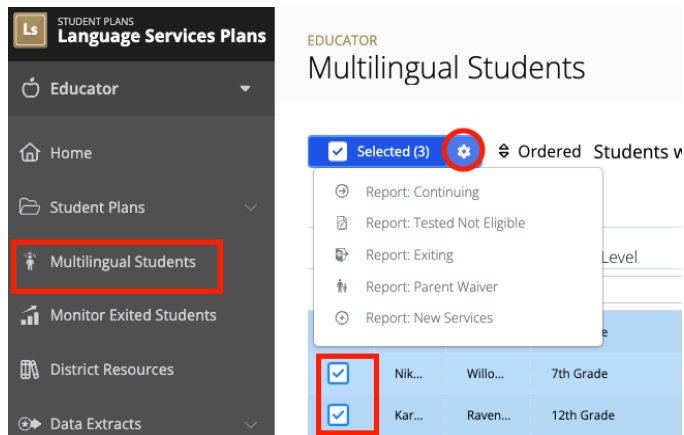 Ls
STUDENT PLANS
Language Services Plans
Educator
Home
Student Plans
Multilingual Students
Monitor Exited Students
District Resources
Data Extracts
EDUCATOR
Multilingual Students
Selected (3) Ordered Students
Report: Continuing
Report: Tested Not Eligible
Report: Exiting
Report: Parent Waiver
Report: New Services
Level
Nik... Willo... 7th Grade
Kar... Raven... 12th Grade